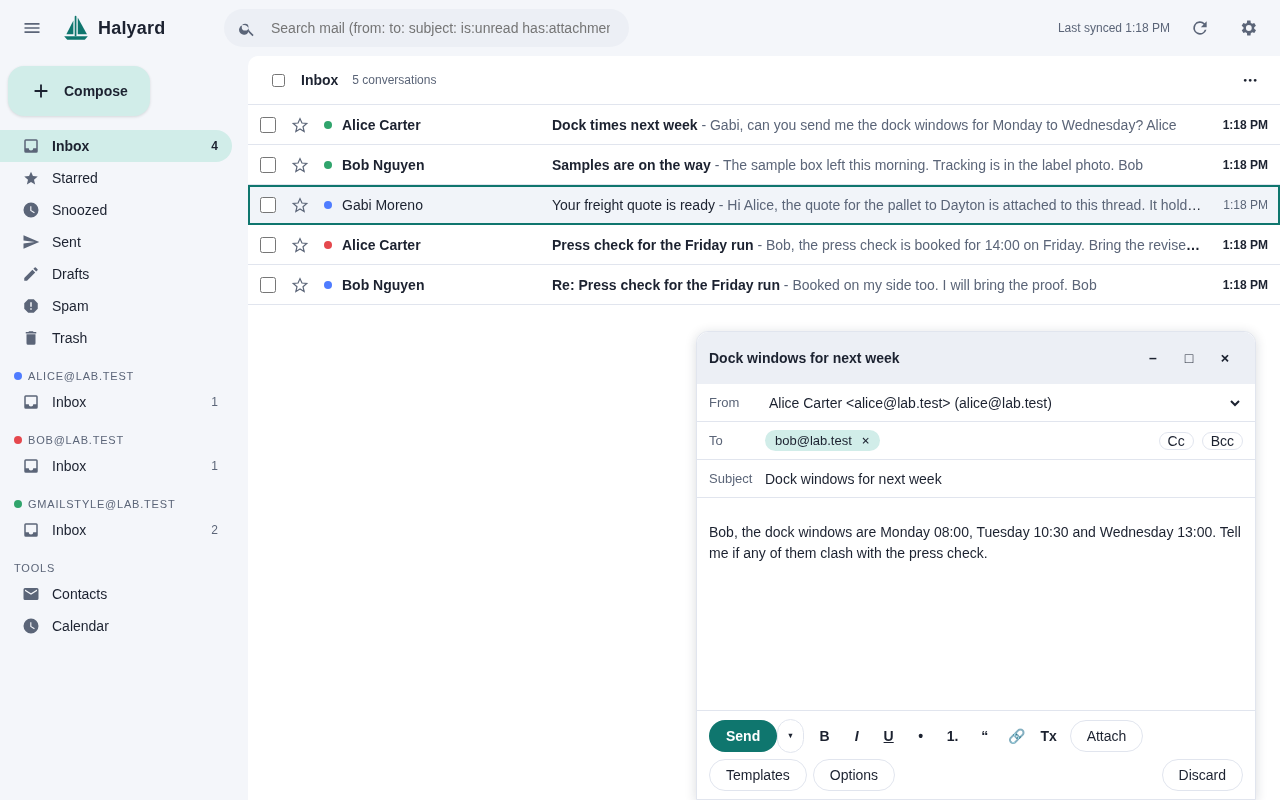 Halyard
Search mail (from: to: subject: is:unread has:attachmer
Last synced 1:18 PM
Compose
Inbox 4
Starred
Snoozed
Sent
Drafts
Spam
Trash
ALICE@LAB.TEST
Inbox 1
BOB@LAB.TEST
Inbox 1
GMAILSTYLE@LAB.TEST
Inbox 2
TOOLS
Contacts
Calendar
Inbox 5 conversations
Alice Carter Dock times next week - Gabi, can you send me the dock windows for Monday to Wednesday? Alice 1:18 PM
Bob Nguyen Samples are on the way - The sample box left this morning. Tracking is in the label photo. Bob 1:18 PM
Gabi Moreno Your freight quote is ready - Hi Alice, the quote for the pallet to Dayton is attached to this thread. It hold… 1:18 PM
Alice Carter Press check for the Friday run - Bob, the press check is booked for 14:00 on Friday. Bring the revise… 1:18 PM
Bob Nguyen Re: Press check for the Friday run - Booked on my side too. I will bring the proof. Bob 1:18 PM
Dock windows for next week – □ ×
From Alice Carter <alice@lab.test> (alice@lab.test)
To bob@lab.test × Cc Bcc
Subject Dock windows for next week
Bob, the dock windows are Monday 08:00, Tuesday 10:30 and Wednesday 13:00. Tell
me if any of them clash with the press check.
Send B I U • 1. “ 🔗 Tx Attach
Templates Options Discard